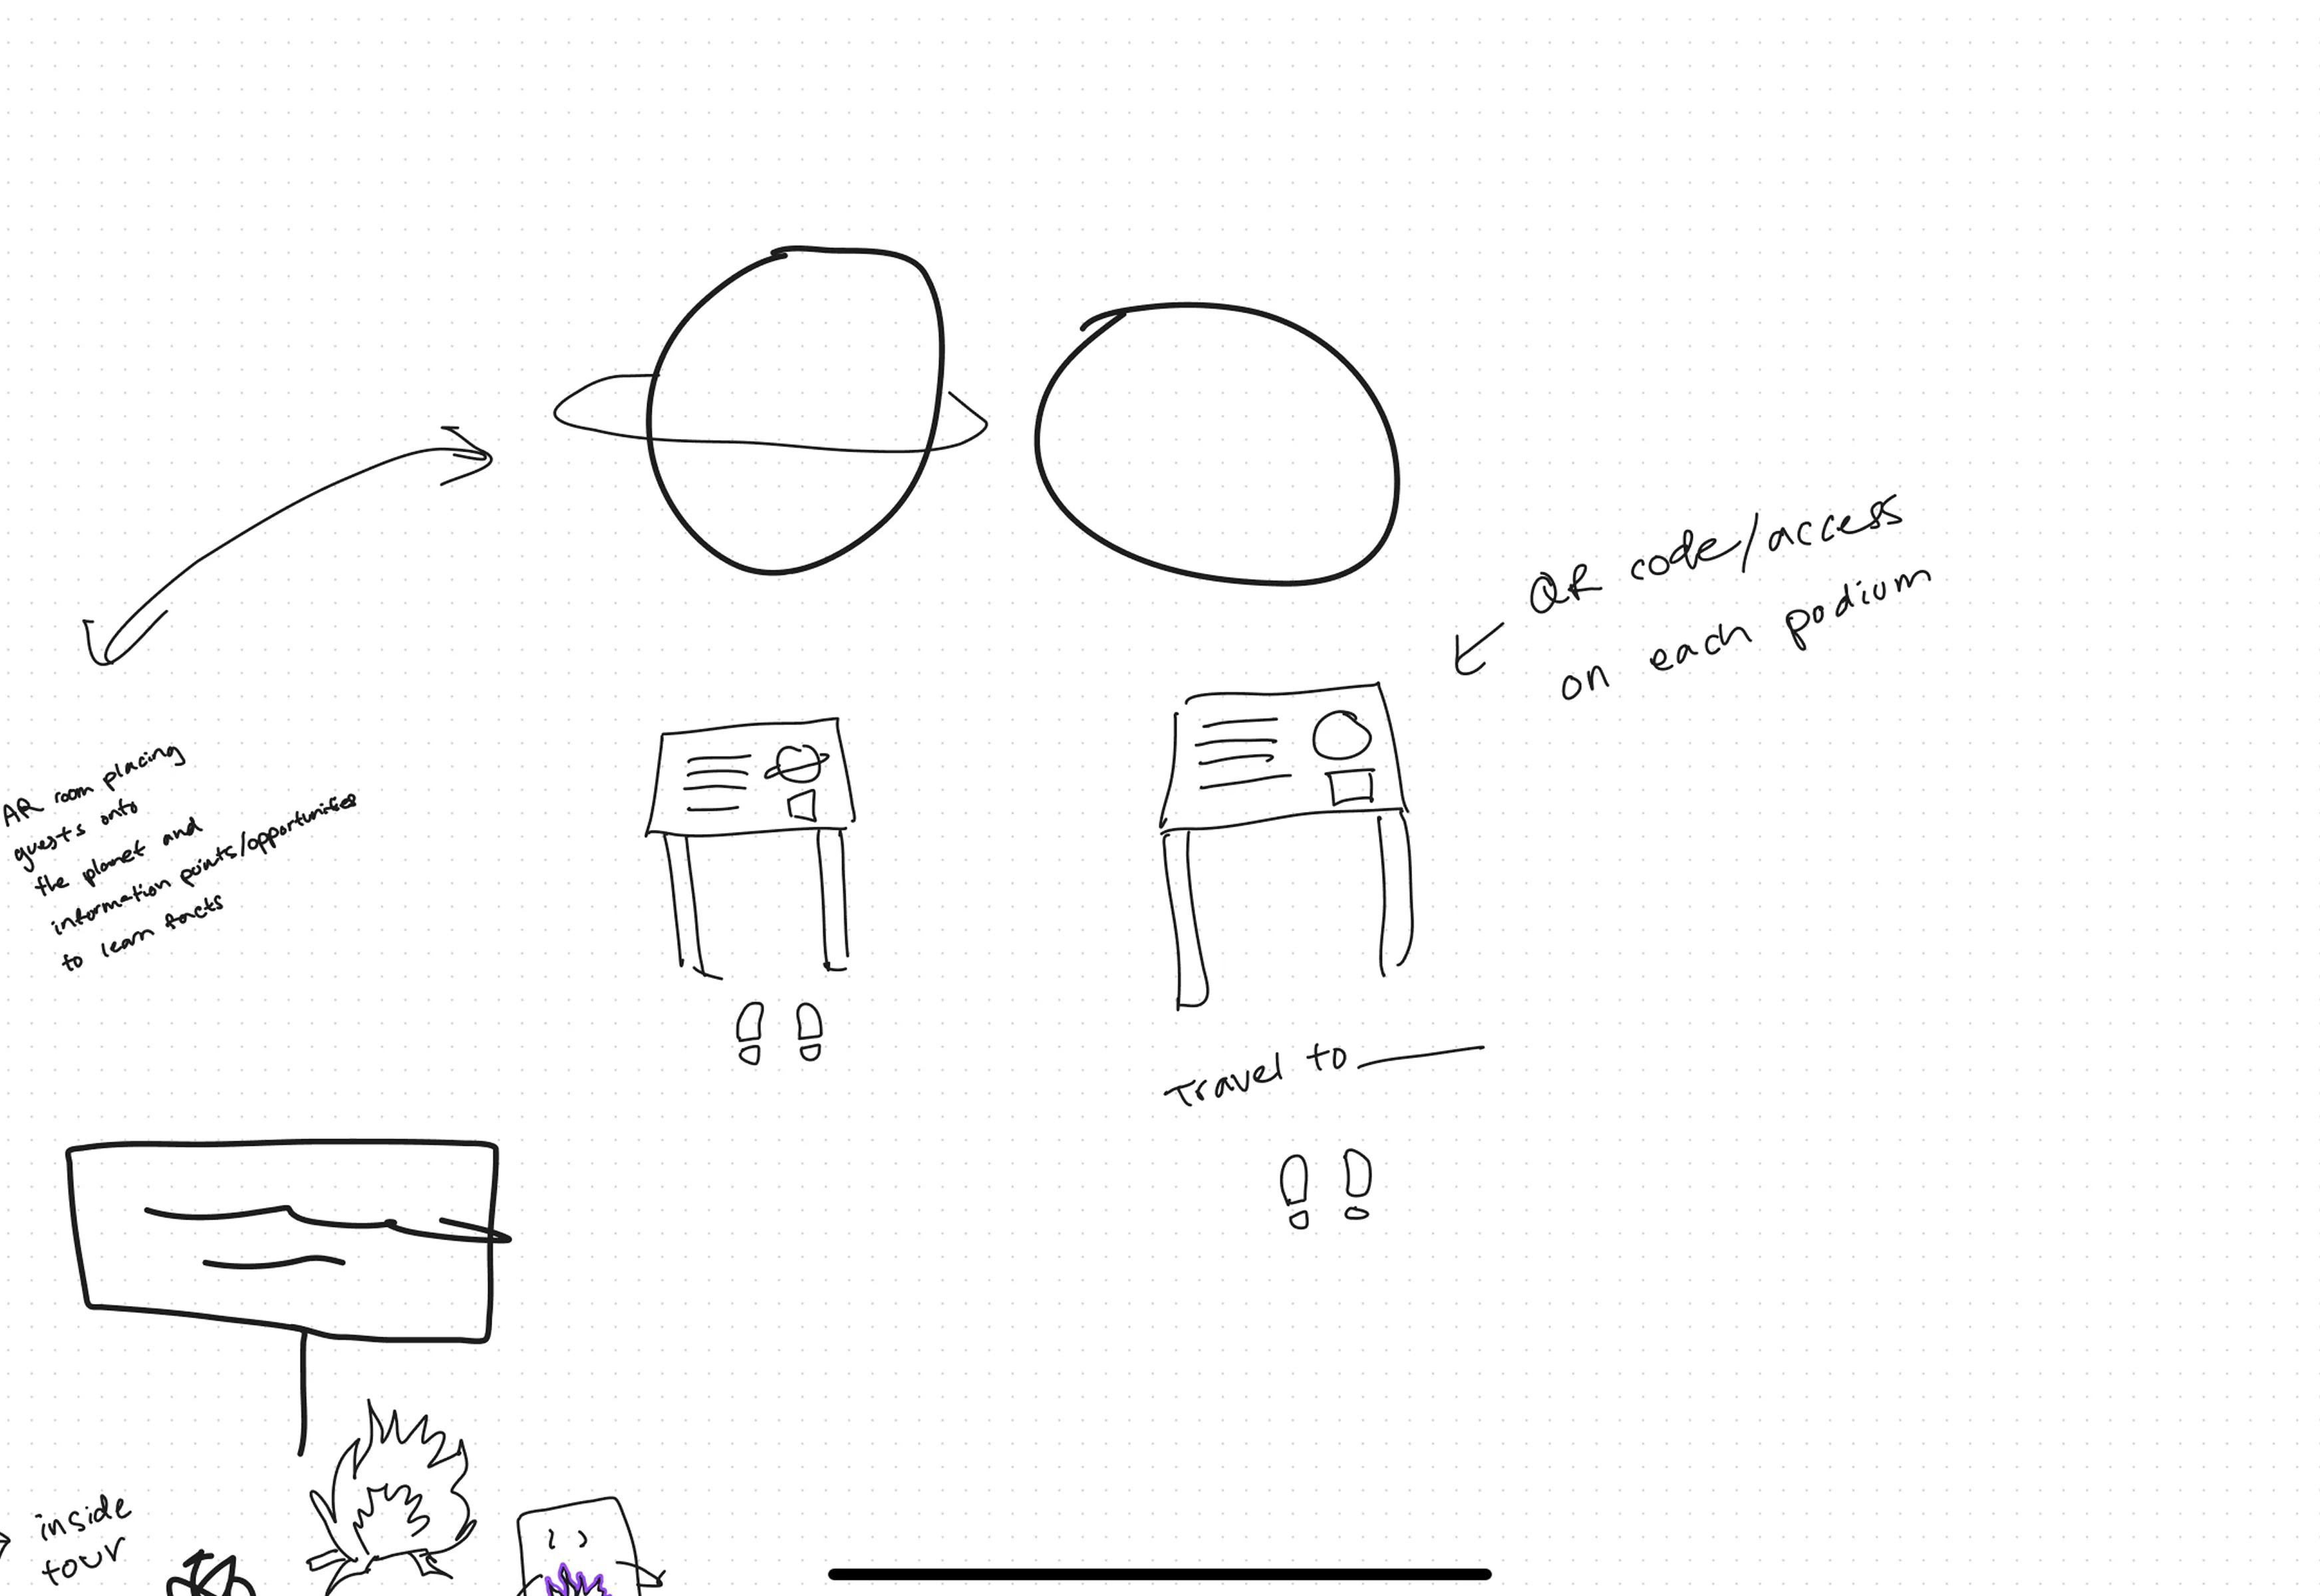 QR code/access
on each podium
AR room placing
guests onto
the planet and
information points/opportunities
to learn facts
Travel to
inside
tour